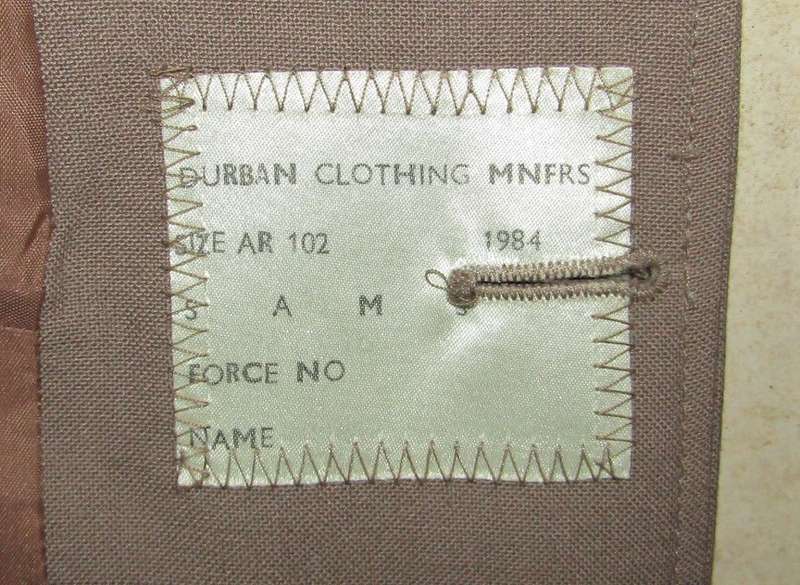 DURBAN CLOTHING MNFRS
SIZE AR 102 1984
S A M S
FORCE NO
NAME